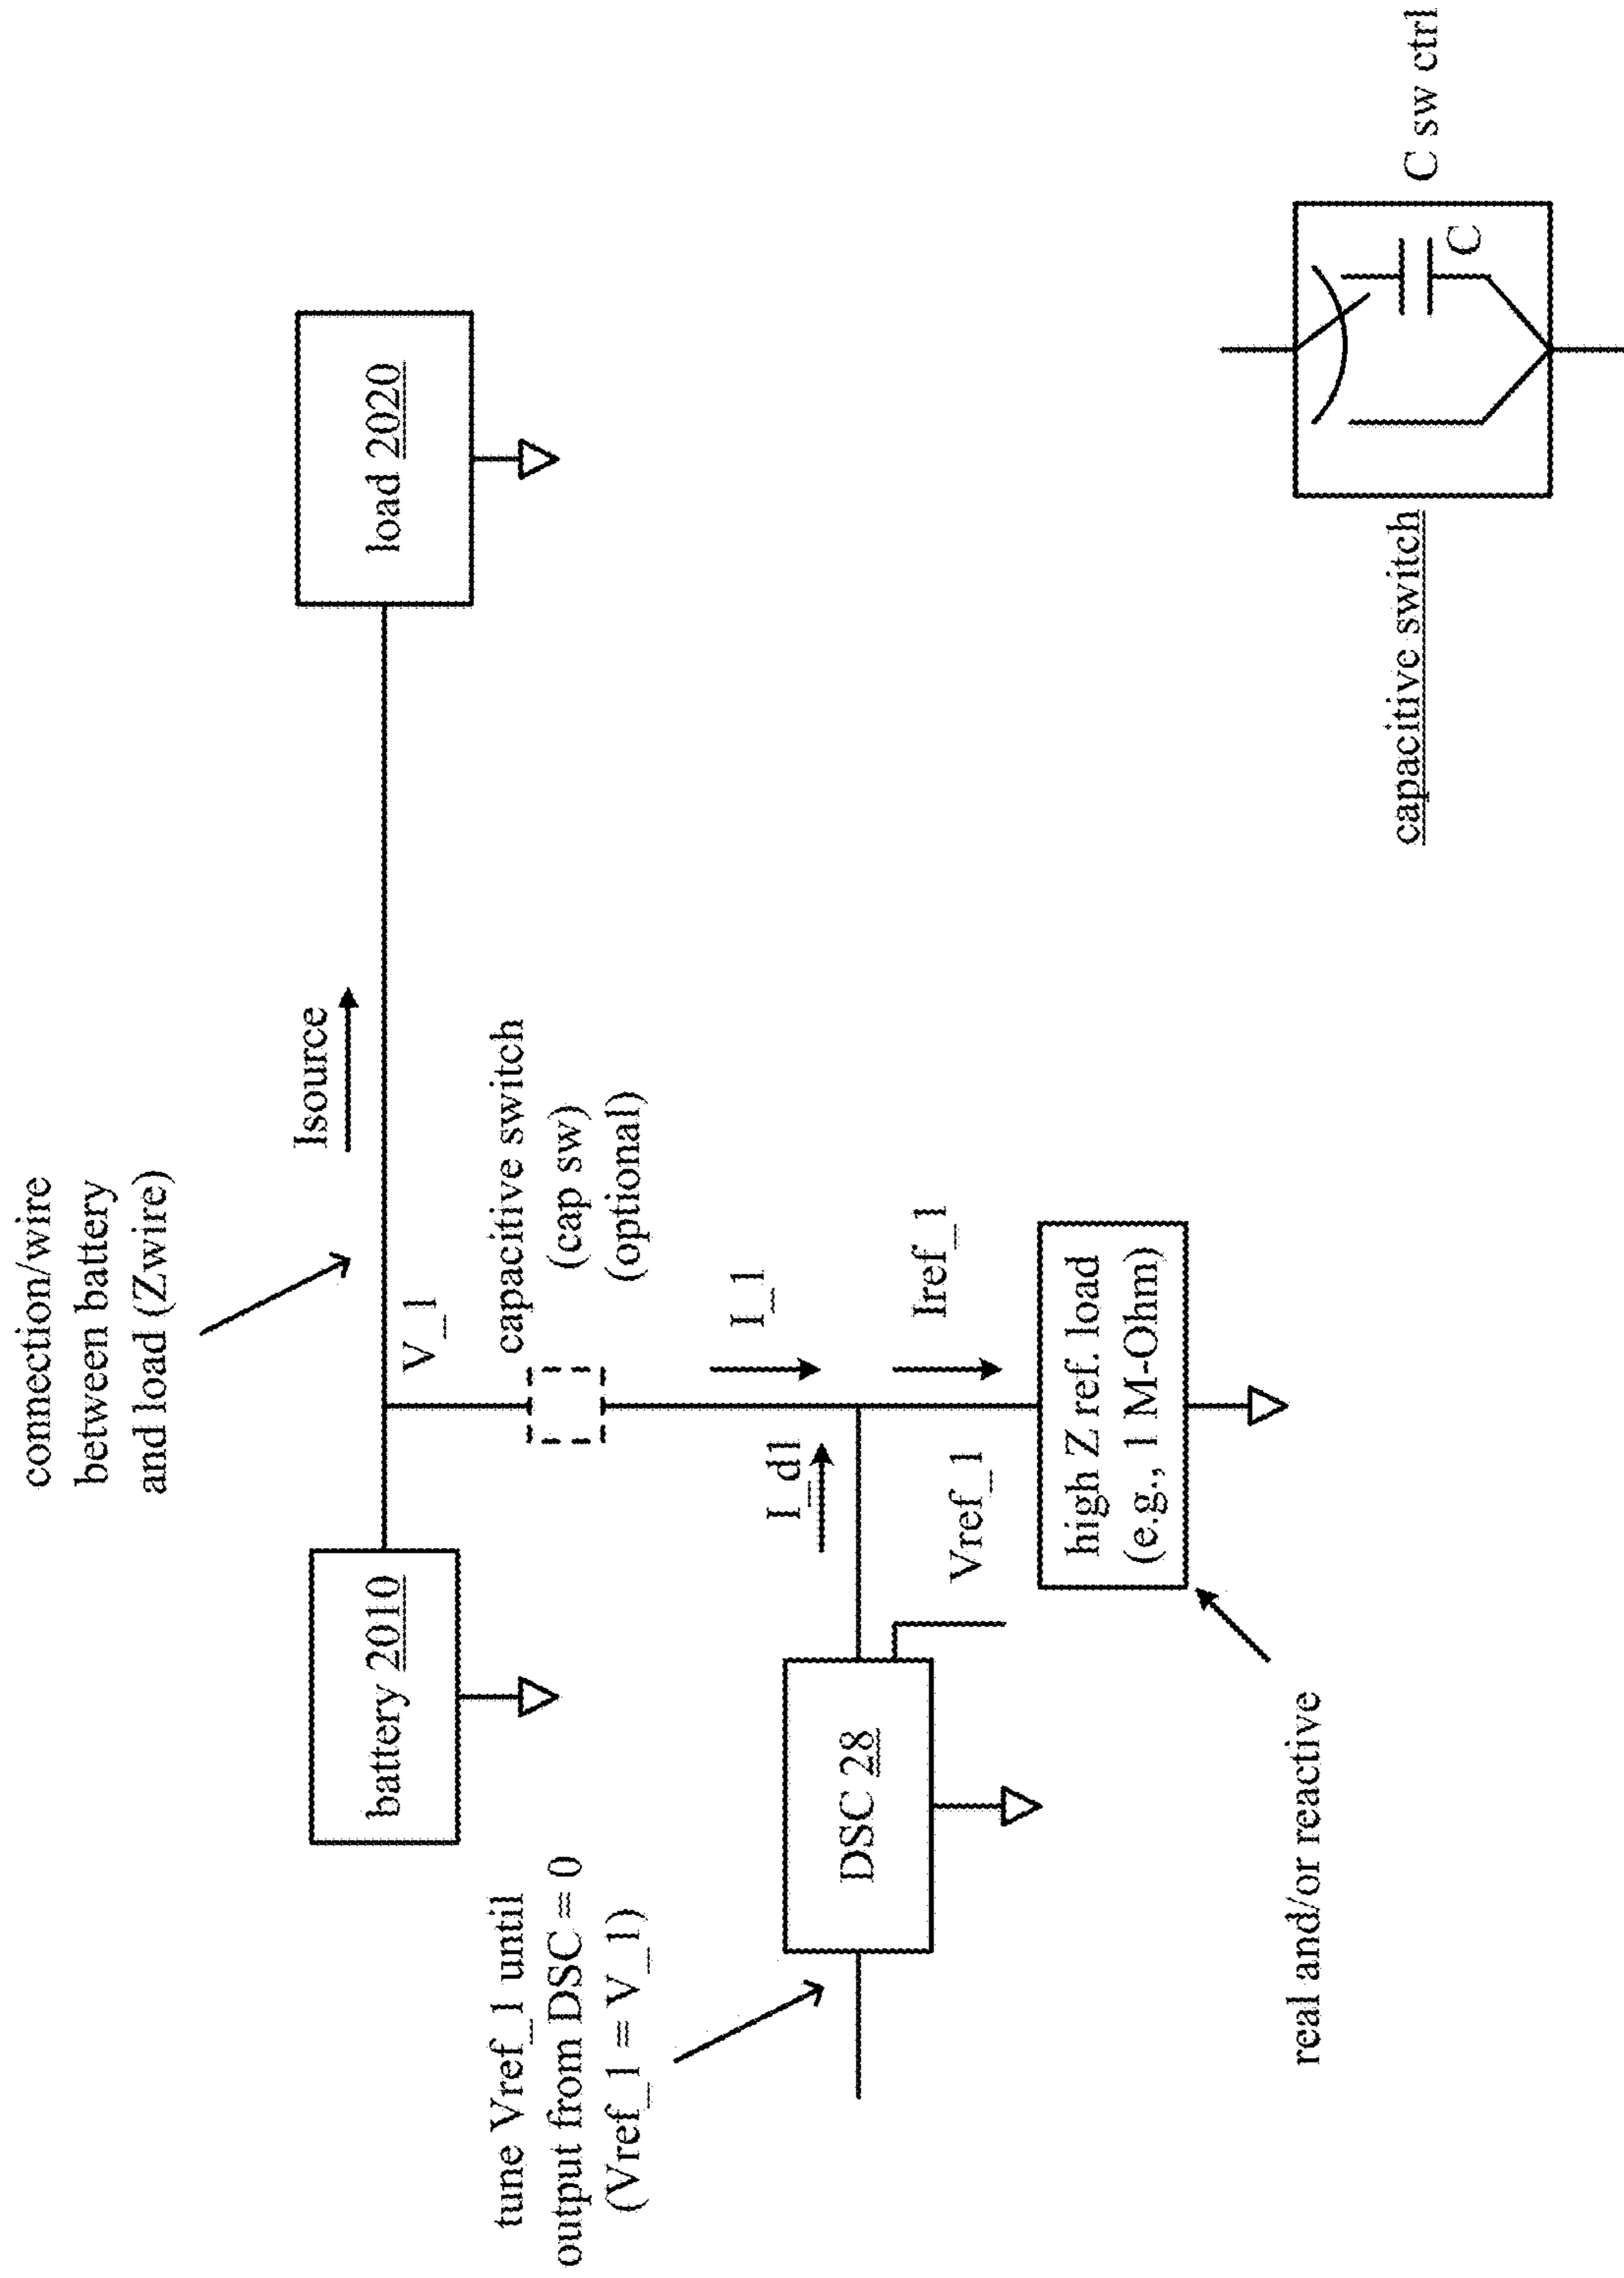 connection/wire
between battery
and load (Zwire)
Isource
battery 2010
load 2020
V_1
capacitive switch
(cap sw)
(optional)
tune Vref_1 until
output from DSC = 0
(Vref_1 = V_1)
I_1
I_d1
DSC 28
Iref_1
Vref_1
high Z ref. load
(e.g., 1 M-Ohm)
real and/or reactive
capacitive switch
C
C sw ctrl